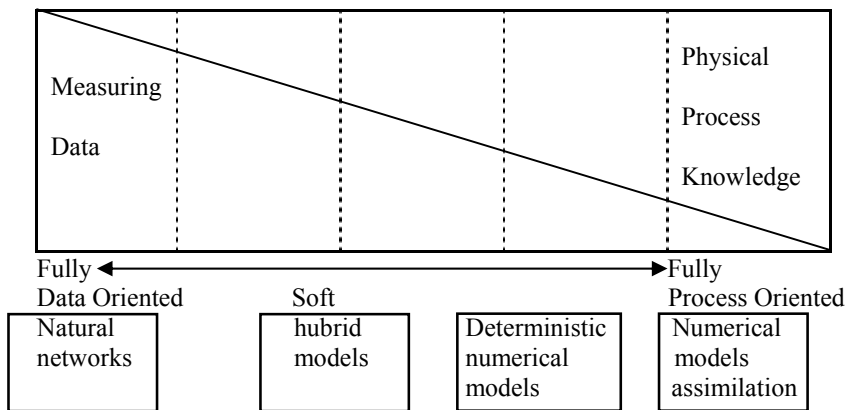 Measuring
Data
Physical
Process
Knowledge
Fully
Data Oriented
Fully
Process Oriented
Natural
networks
Soft
hubrid
models
Deterministic
numerical
models
Numerical
models
assimilation